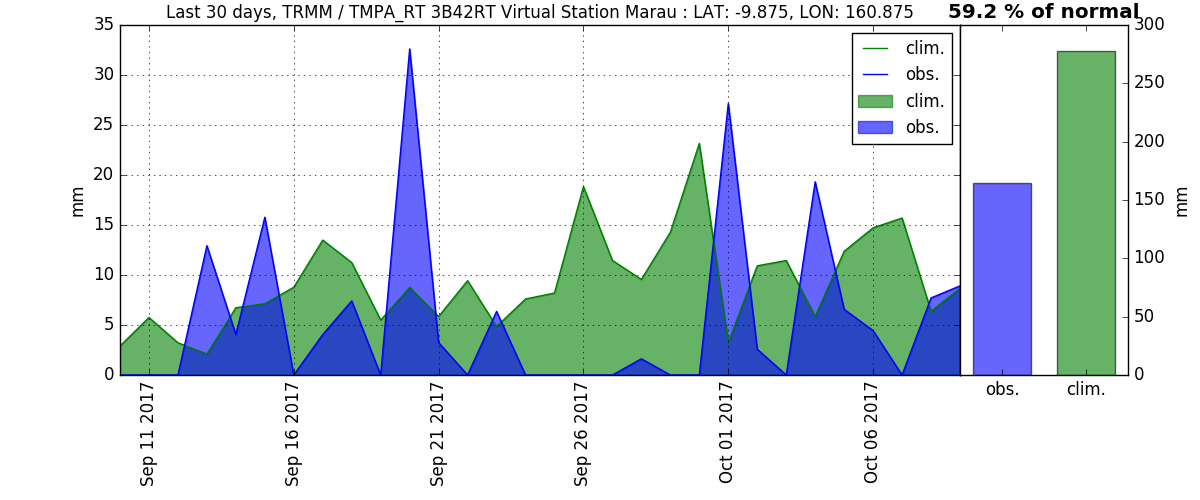 Last 30 days, TRMM / TMPA_RT 3B42RT Virtual Station Marau : LAT: -9.875, LON: 160.875
59.2 % of normal
35
30
25
20
15
10
5
0
mm
clim.
obs.
clim.
obs.
300
250
200
150
100
50
0
mm
obs.
clim.
Sep 11 2017
Sep 16 2017
Sep 21 2017
Sep 26 2017
Oct 01 2017
Oct 06 2017